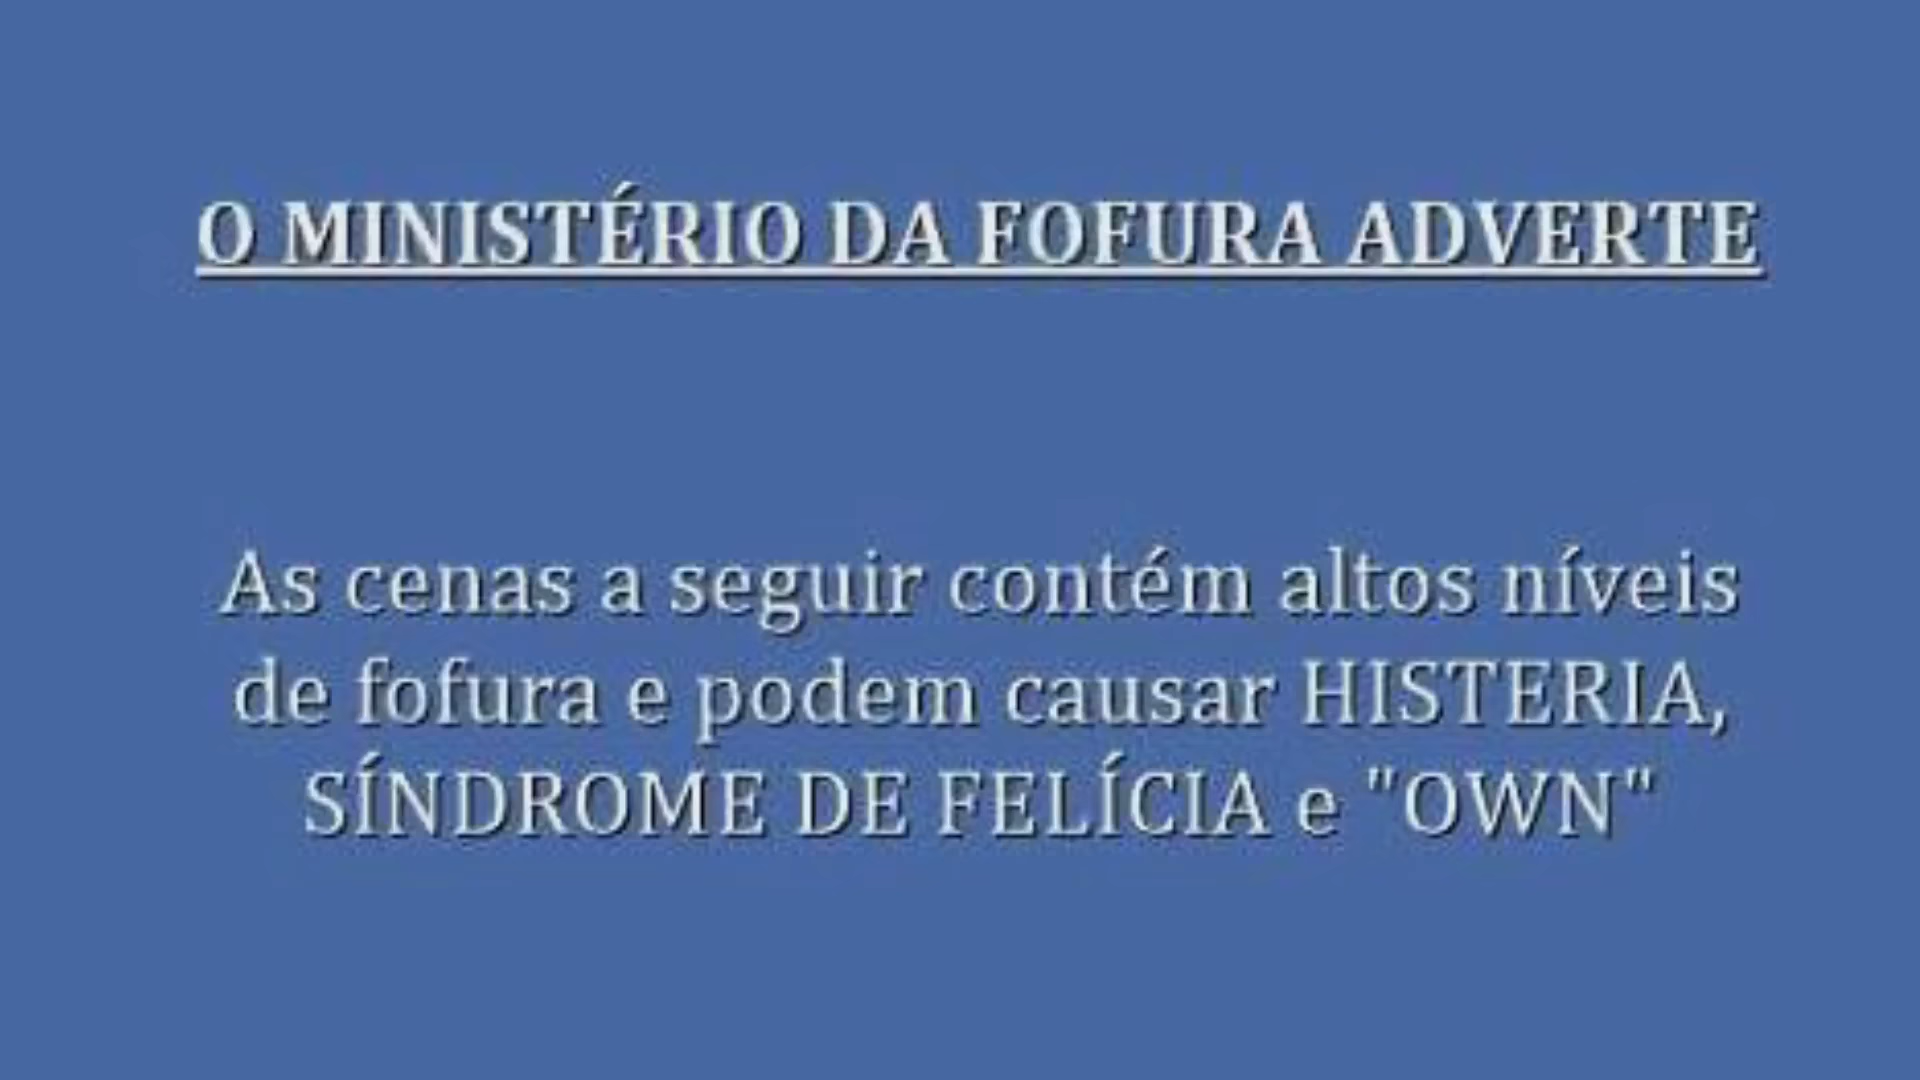 O MINISTÉRIO DA FOFURA ADVERTE
As cenas a seguir contém altos níveis
de fofura e podem causar HISTERIA,
SÍNDROME DE FELÍCIA e "OWN"